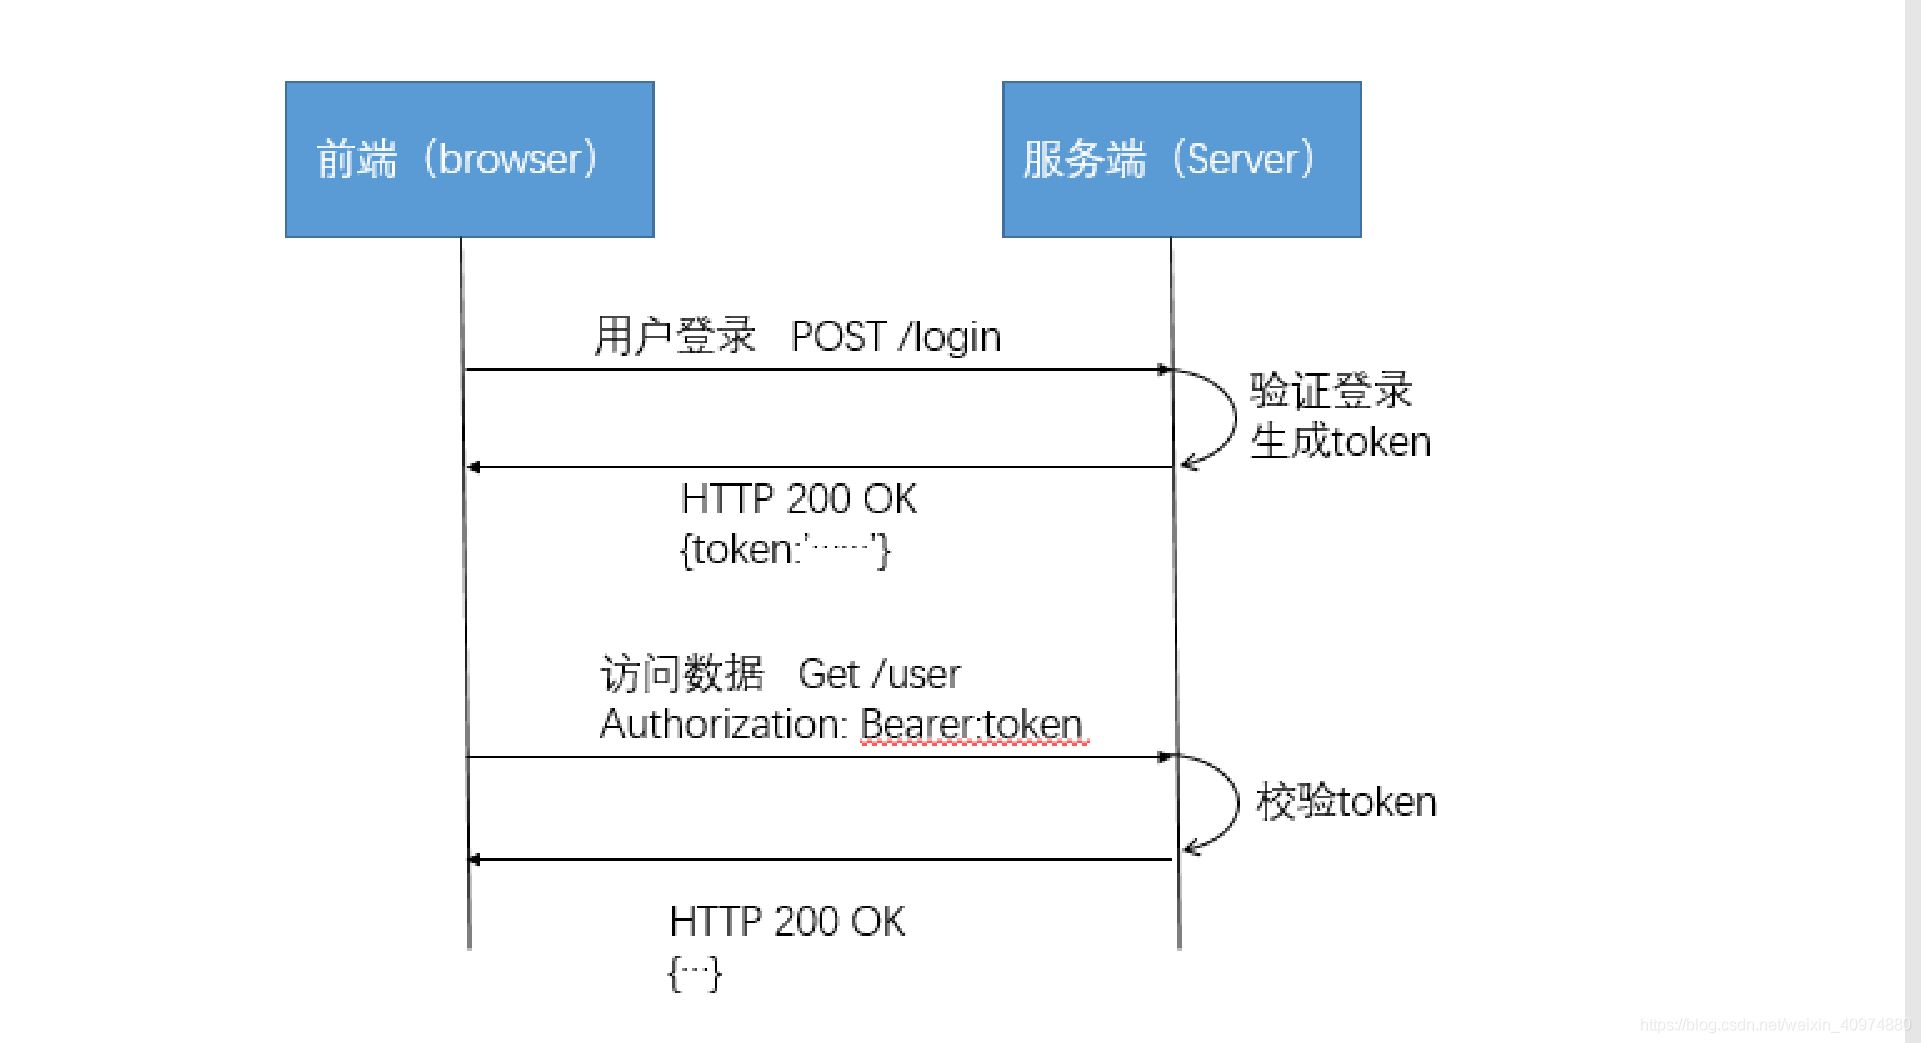 前端（browser）
服务端（Server）
用户登录 POST /login
验证登录
生成token
HTTP 200 OK
{token:'……'}
访问数据 Get /user
Authorization: Bearer:token
校验token
HTTP 200 OK
{…}
https://blog.csdn.net/weixin_40974880